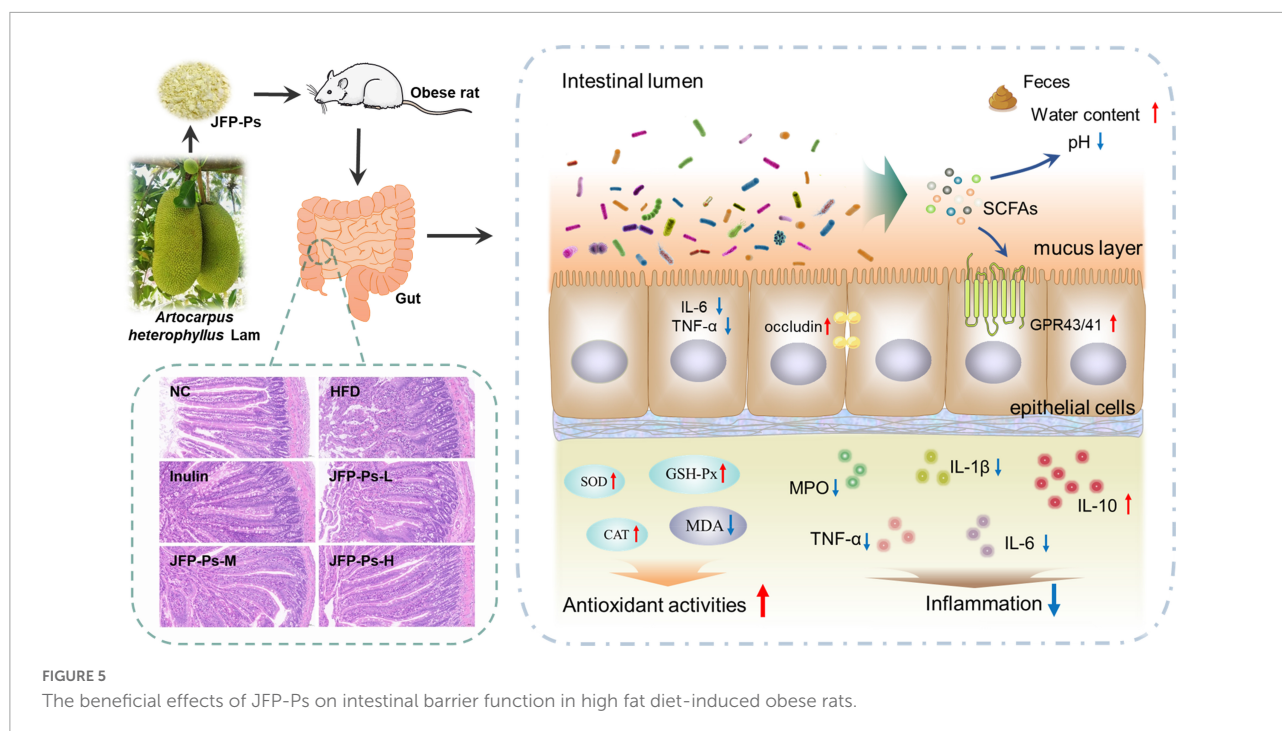 JFP-Ps
Obese rat
Artocarpus
heterophyllus Lam
Gut
NC
HFD
Inulin
JFP-Ps-L
JFP-Ps-M
JFP-Ps-H
Intestinal lumen
Feces
Water content ↑
pH ↓
SCFAs
mucus layer
IL-6 ↓
TNF-α ↓
occludin ↑
GPR43/41 ↑
epithelial cells
SOD ↑
GSH-Px ↑
CAT ↑
MDA ↓
MPO ↓
IL-1β ↓
IL-10 ↑
TNF-α ↓
IL-6 ↓
Antioxidant activities ↑
Inflammation ↓
FIGURE 5
The beneficial effects of JFP-Ps on intestinal barrier function in high fat diet-induced obese rats.